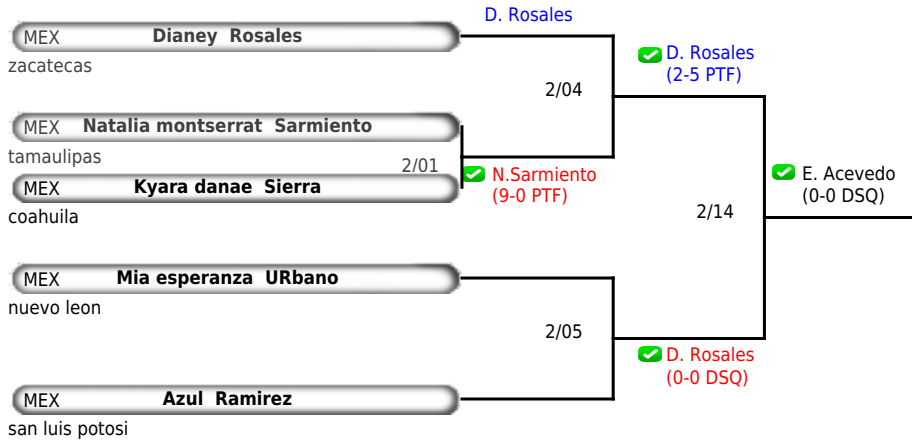 D. Rosales
MEX Dianey Rosales
zacatecas
D. Rosales
(2-5 PTF)
2/04
MEX Natalia montserrat Sarmiento
tamaulipas
2/01
N.Sarmiento
(9-0 PTF)
MEX Kyara danae Sierra
coahuila
E. Acevedo
(0-0 DSQ)
2/14
MEX Mia esperanza URbano
nuevo leon
2/05
D. Rosales
(0-0 DSQ)
MEX Azul Ramirez
san luis potosi